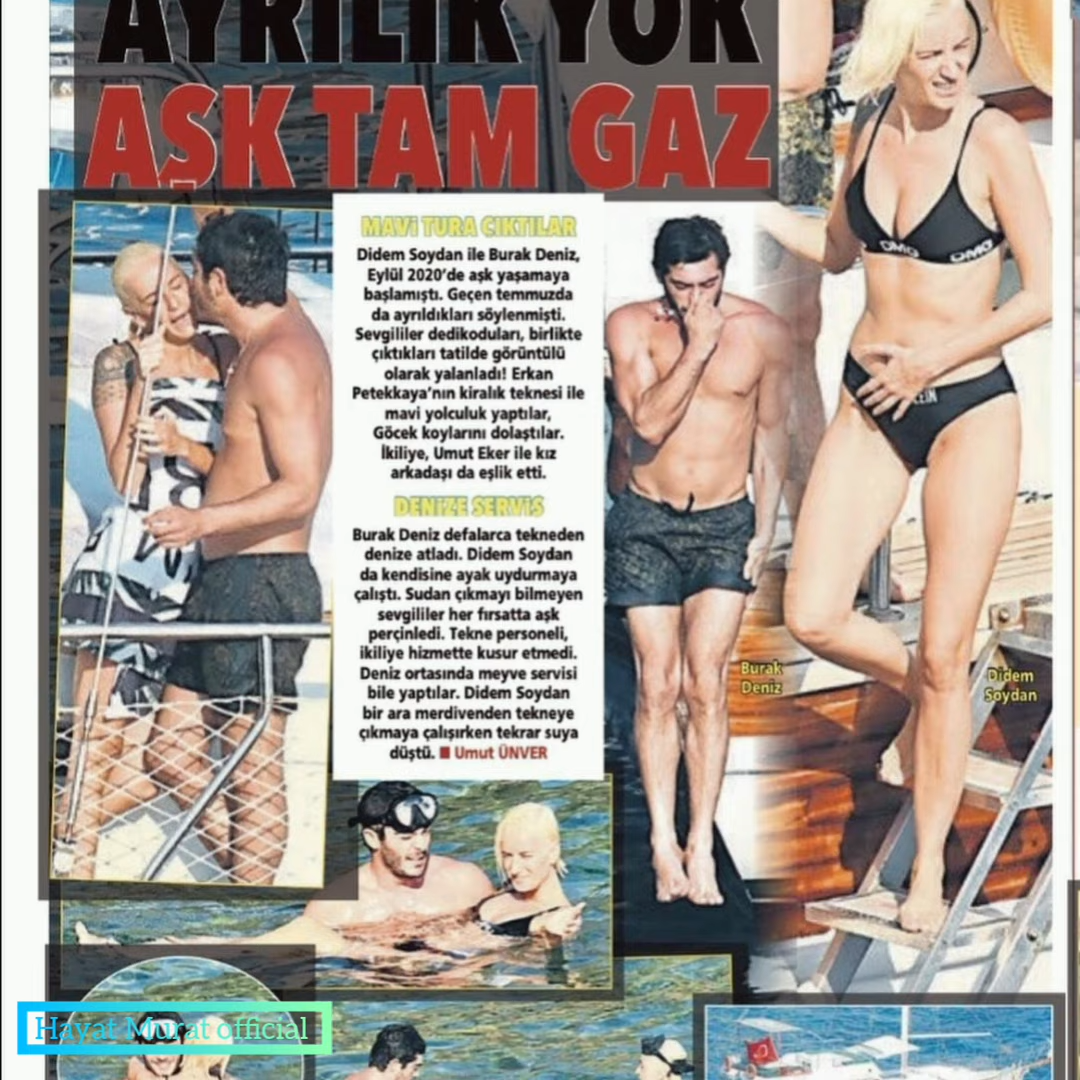 AYRILIK YOK
AŞK TAM GAZ
MAVİ TURA ÇIKTILAR
Didem Soydan ile Burak Deniz,
Eylül 2020'de aşk yaşamaya
başlamıştı. Geçen temmuzda
da ayrıldıkları söylenmişti.
Sevgililer dedikoduları, birlikte
çıktıkları tatilde görüntülü
olarak yalanladı! Erkan
Petekkaya'nın kiralık teknesi ile
mavi yolculuk yaptılar,
Göcek koylarını dolaştılar.
İkiliye, Umut Eker ile kız
arkadaşı da eşlik etti.
DENİZE SERVİS
Burak Deniz defalarca tekneden
denize atladı. Didem Soydan
da kendisine ayak uydurmaya
çalıştı. Sudan çıkmayı bilmeyen
sevgililer her fırsatta aşk
perçinledi. Tekne personeli,
ikiliye hizmette kusur etmedi.
Deniz ortasında meyve servisi
bile yaptılar. Didem Soydan
bir ara merdivenden tekneye
çıkmaya çalışırken tekrar suya
düştü. ■ Umut ÜNVER
Burak
Deniz
Didem
Soydan
Hayat Murat official